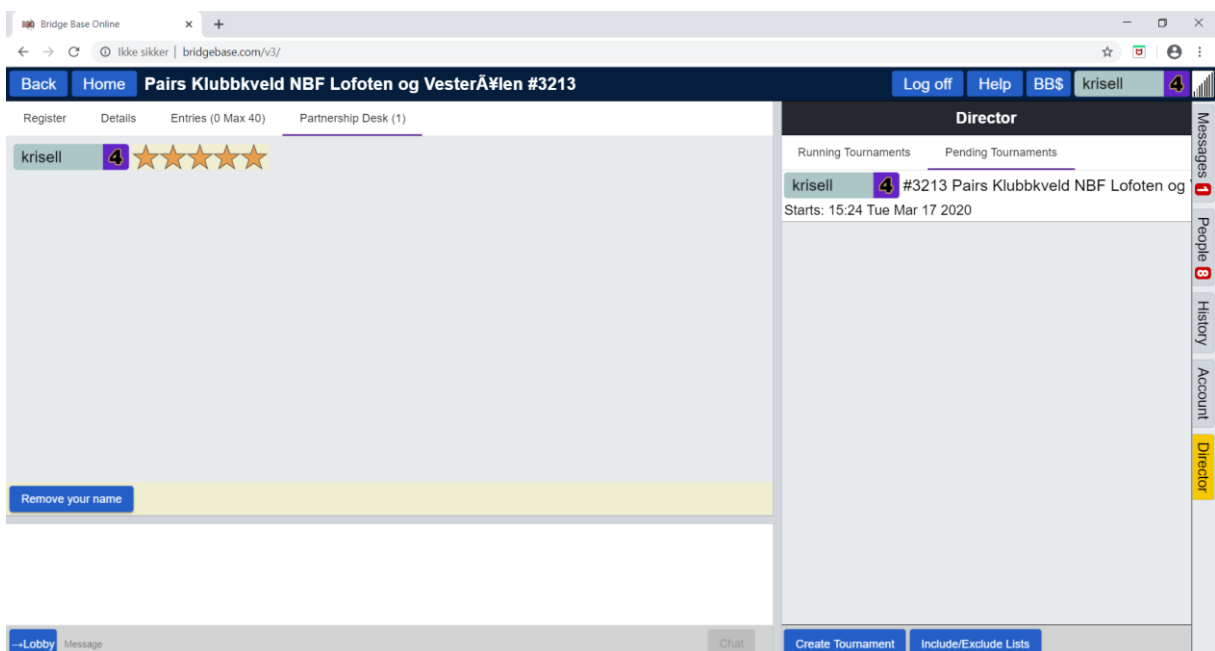 Bridge Base Online
Ikke sikker | bridgebase.com/v3/
Back Home Pairs Klubbkveld NBF Lofoten og VesterÃ¥len #3213 Log off Help BB$ krisell 4
Register Details Entries (0 Max 40) Partnership Desk (1)
krisell 4
Remove your name
→Lobby Message Chat
Director
Running Tournaments Pending Tournaments
krisell 4 #3213 Pairs Klubbkveld NBF Lofoten og
Starts: 15:24 Tue Mar 17 2020
Create Tournament Include/Exclude Lists
Messages 1
People 8
History
Account
Director